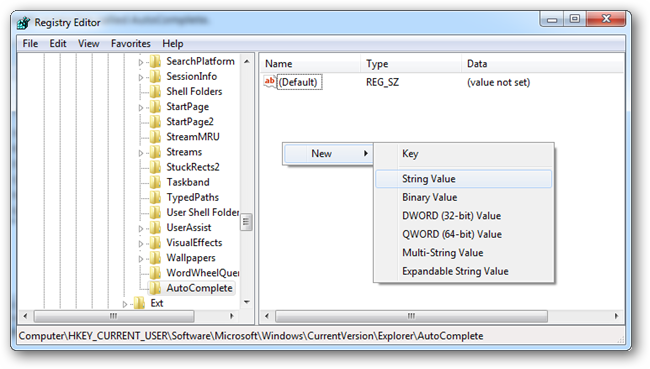 Registry Editor
File Edit View Favorites Help
SearchPlatform
SessionInfo
Shell Folders
StartPage
StartPage2
StreamMRU
Streams
StuckRects2
Taskband
TypedPaths
User Shell Folder
UserAssist
VisualEffects
Wallpapers
WordWheelQuer
AutoComplete
Ext
Name Type Data
ab (Default) REG_SZ (value not set)
New
Key
String Value
Binary Value
DWORD (32-bit) Value
QWORD (64-bit) Value
Multi-String Value
Expandable String Value
Computer\HKEY_CURRENT_USER\Software\Microsoft\Windows\CurrentVersion\Explorer\AutoComplete